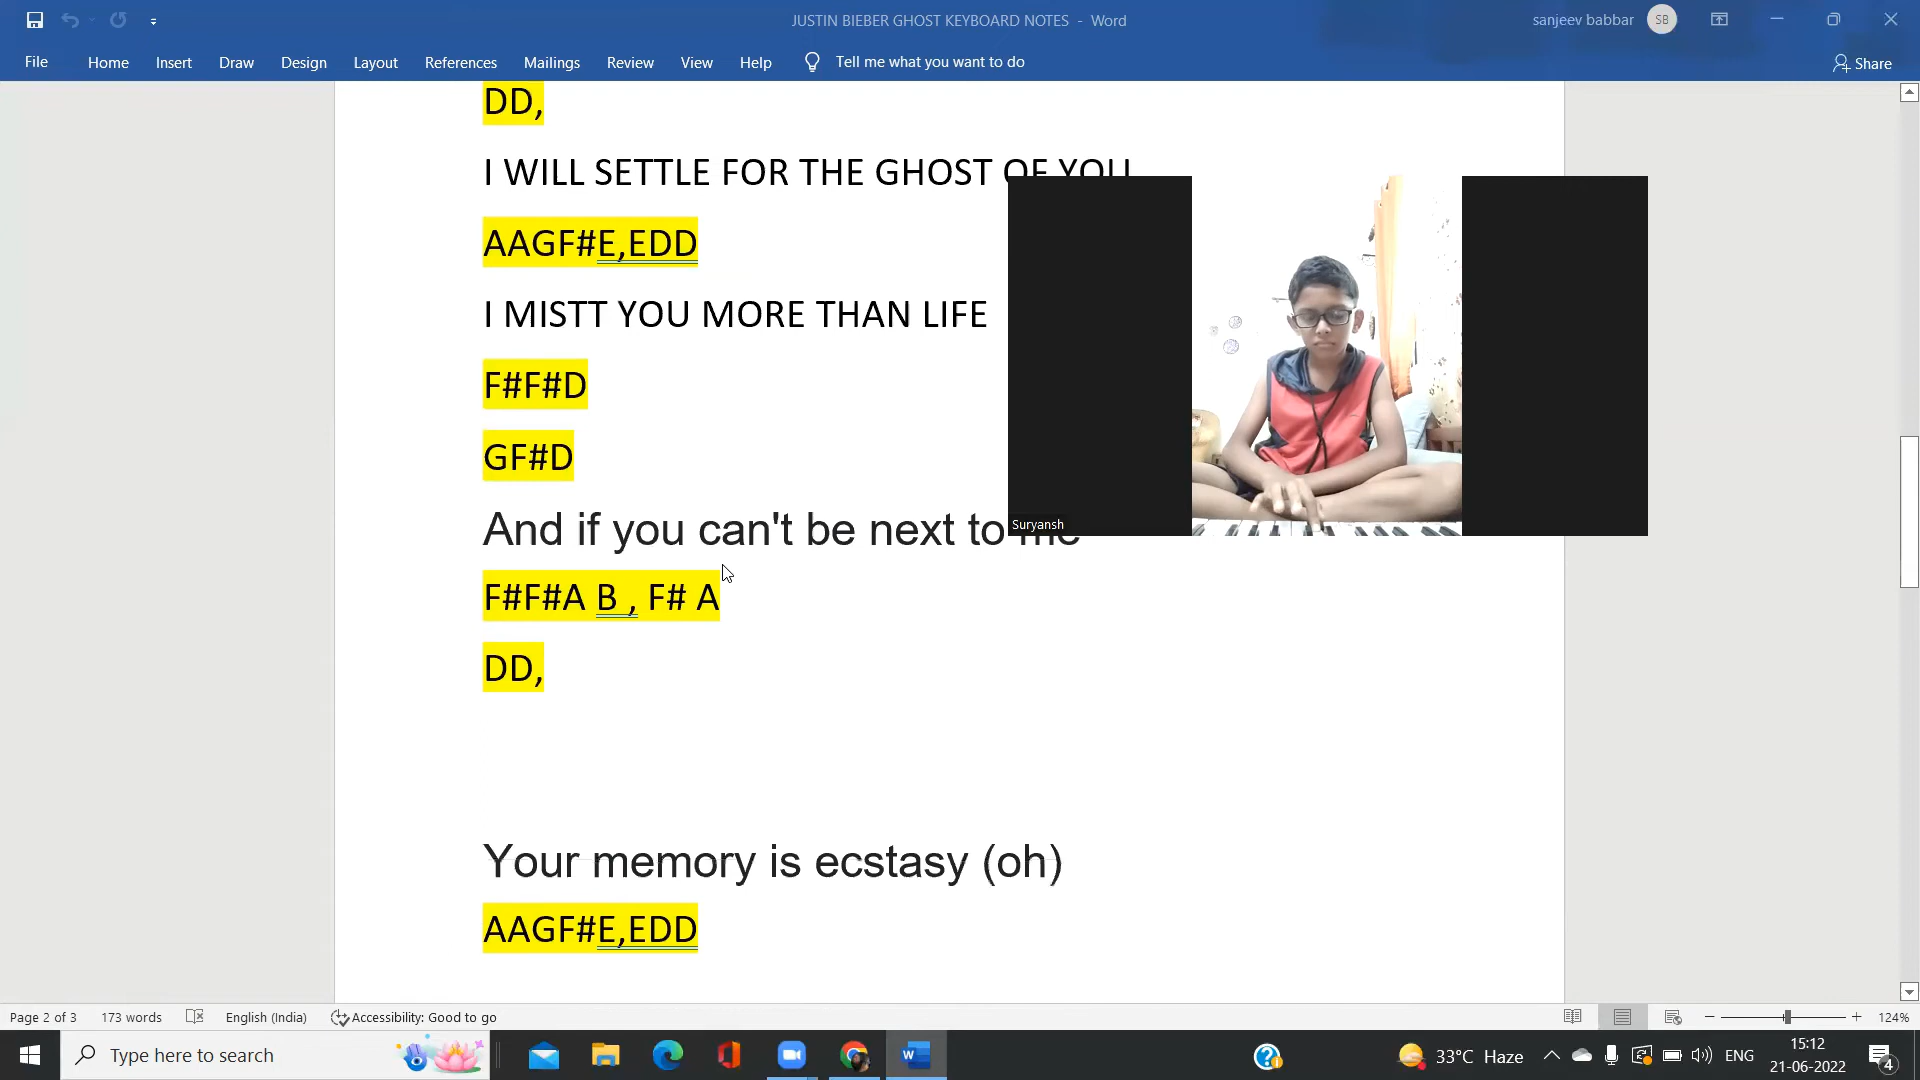 JUSTIN BIEBER GHOST KEYBOARD NOTES - Word
sanjeev babbar SB
File Home Insert Draw Design Layout References Mailings Review View Help Tell me what you want to do Share
DD,
I WILL SETTLE FOR THE GHOST OF YOU
AAGF#E,EDD
I MISTT YOU MORE THAN LIFE
F#F#D
GF#D
Suryansh
And if you can't be next to me
F#F#A B , F# A
DD,
Your memory is ecstasy (oh)
AAGF#E,EDD
Page 2 of 3 173 words English (India) Accessibility: Good to go 124%
Type here to search 33°C Haze ENG 15:12
21-06-2022 4